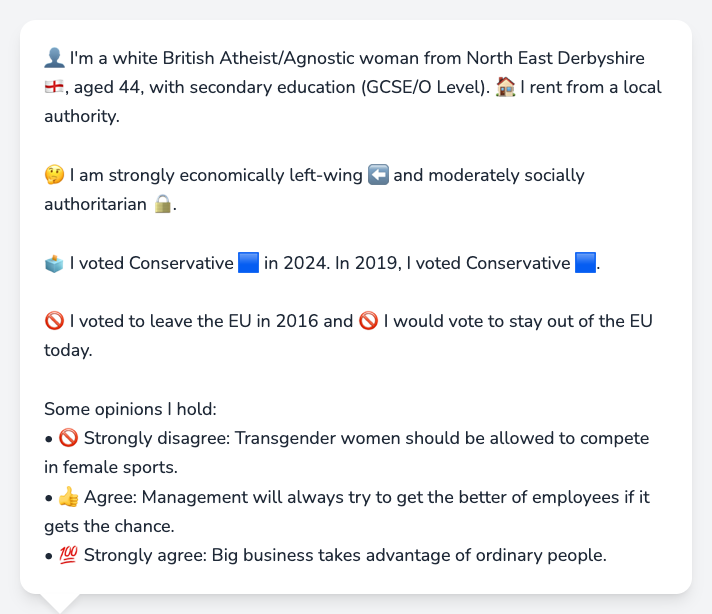 👤 I'm a white British Atheist/Agnostic woman from North East Derbyshire
🏴󠁧󠁢󠁥󠁮󠁧󠁿, aged 44, with secondary education (GCSE/O Level). 🏠 I rent from a local
authority.
🤔 I am strongly economically left-wing ⬅️ and moderately socially
authoritarian 🔒.
🗳️ I voted Conservative 🟦 in 2024. In 2019, I voted Conservative 🟦.
🚫 I voted to leave the EU in 2016 and 🚫 I would vote to stay out of the EU
today.
Some opinions I hold:
• 🚫 Strongly disagree: Transgender women should be allowed to compete
in female sports.
• 👍 Agree: Management will always try to get the better of employees if it
gets the chance.
• 💯 Strongly agree: Big business takes advantage of ordinary people.